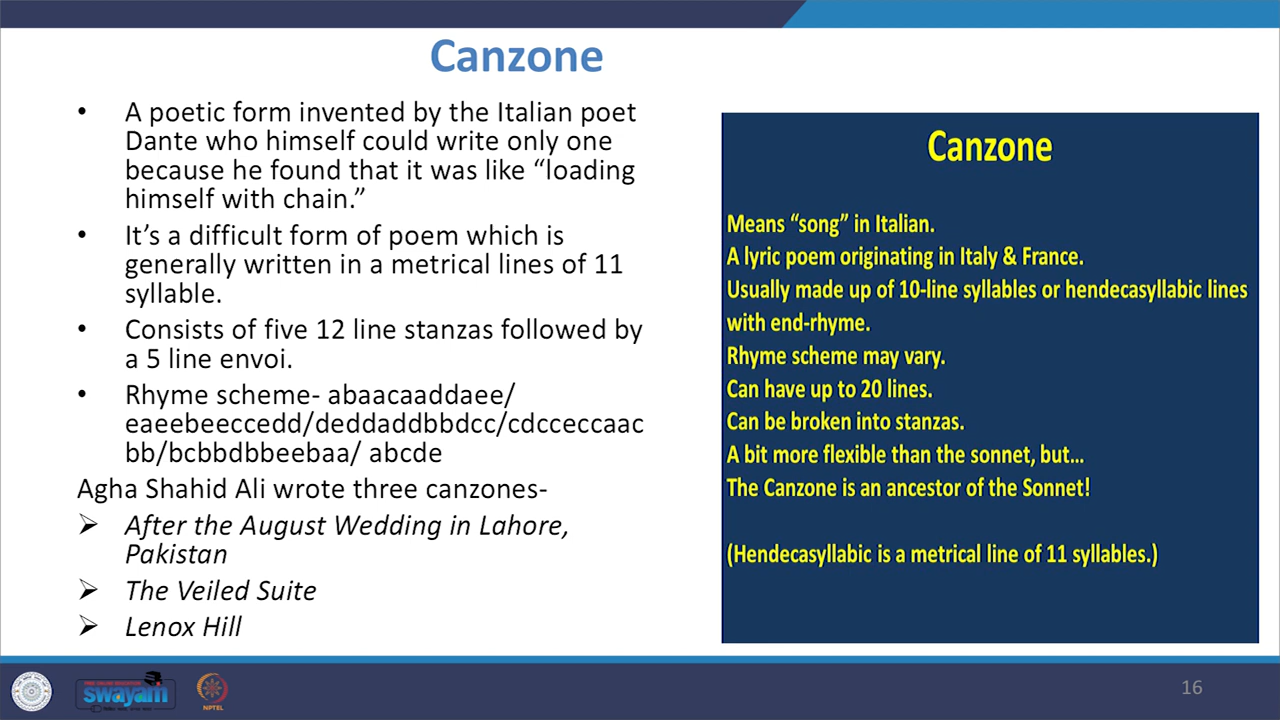 Canzone
• A poetic form invented by the Italian poet
Dante who himself could write only one
because he found that it was like “loading
himself with chain.”
• It’s a difficult form of poem which is
generally written in a metrical lines of 11
syllable.
• Consists of five 12 line stanzas followed by
a 5 line envoi.
• Rhyme scheme- abaacaaddaee/
eaeebeeccedd/deddaddbbdcc/cdcceccaac
bb/bcbbdbbeebaa/ abcde
Agha Shahid Ali wrote three canzones-
➢ After the August Wedding in Lahore,
Pakistan
➢ The Veiled Suite
➢ Lenox Hill
Canzone
Means “song” in Italian.
A lyric poem originating in Italy & France.
Usually made up of 10-line syllables or hendecasyllabic lines
with end-rhyme.
Rhyme scheme may vary.
Can have up to 20 lines.
Can be broken into stanzas.
A bit more flexible than the sonnet, but...
The Canzone is an ancestor of the Sonnet!
(Hendecasyllabic is a metrical line of 11 syllables.)
swayam
NPTEL
16